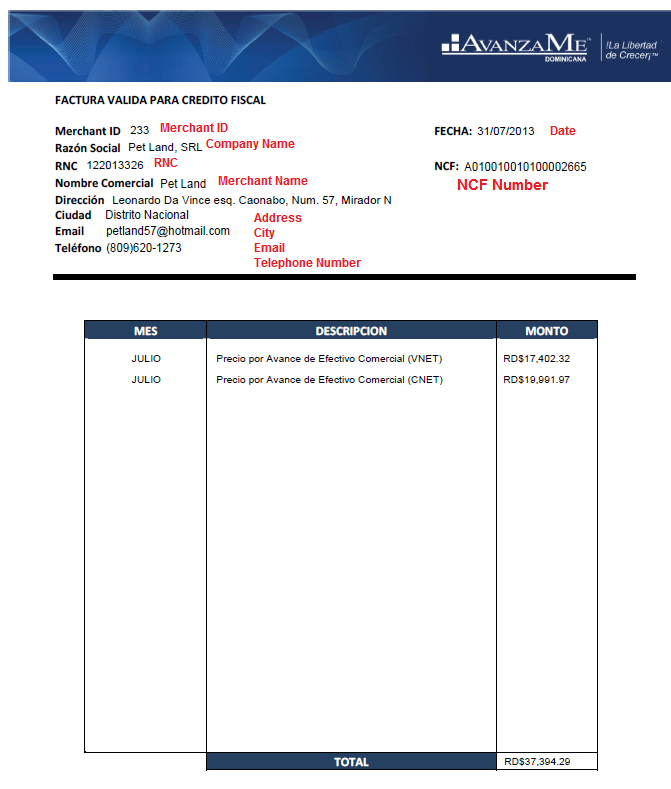 AVANZAME™ ¡La Libertad
DOMINICANA de Crecer¡™
FACTURA VALIDA PARA CREDITO FISCAL
Merchant ID 233 Merchant ID FECHA: 31/07/2013 Date
Razón Social Pet Land, SRL Company Name
RNC 122013326 RNC NCF: A010010010100002665
Nombre Comercial Pet Land Merchant Name NCF Number
Dirección Leonardo Da Vince esq. Caonabo, Num. 57, Mirador N
Ciudad Distrito Nacional Address
Email petland57@hotmail.com City
Teléfono (809)620-1273 Email
Telephone Number
MES DESCRIPCION MONTO
JULIO Precio por Avance de Efectivo Comercial (VNET) RD$17,402.32
JULIO Precio por Avance de Efectivo Comercial (CNET) RD$19,991.97
TOTAL RD$37,394.29